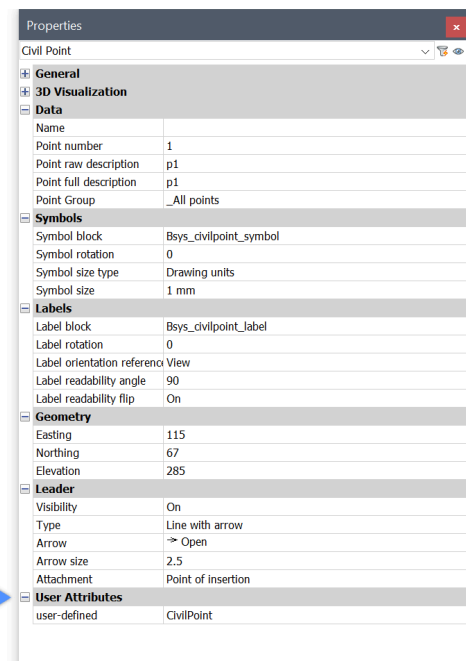 Properties
Civil Point
General
3D Visualization
Data
Name
Point number 1
Point raw description p1
Point full description p1
Point Group _All points
Symbols
Symbol block Bsys_civilpoint_symbol
Symbol rotation 0
Symbol size type Drawing units
Symbol size 1 mm
Labels
Label block Bsys_civilpoint_label
Label rotation 0
Label orientation reference View
Label readability angle 90
Label readability flip On
Geometry
Easting 115
Northing 67
Elevation 285
Leader
Visibility On
Type Line with arrow
Arrow Open
Arrow size 2.5
Attachment Point of insertion
User Attributes
user-defined CivilPoint